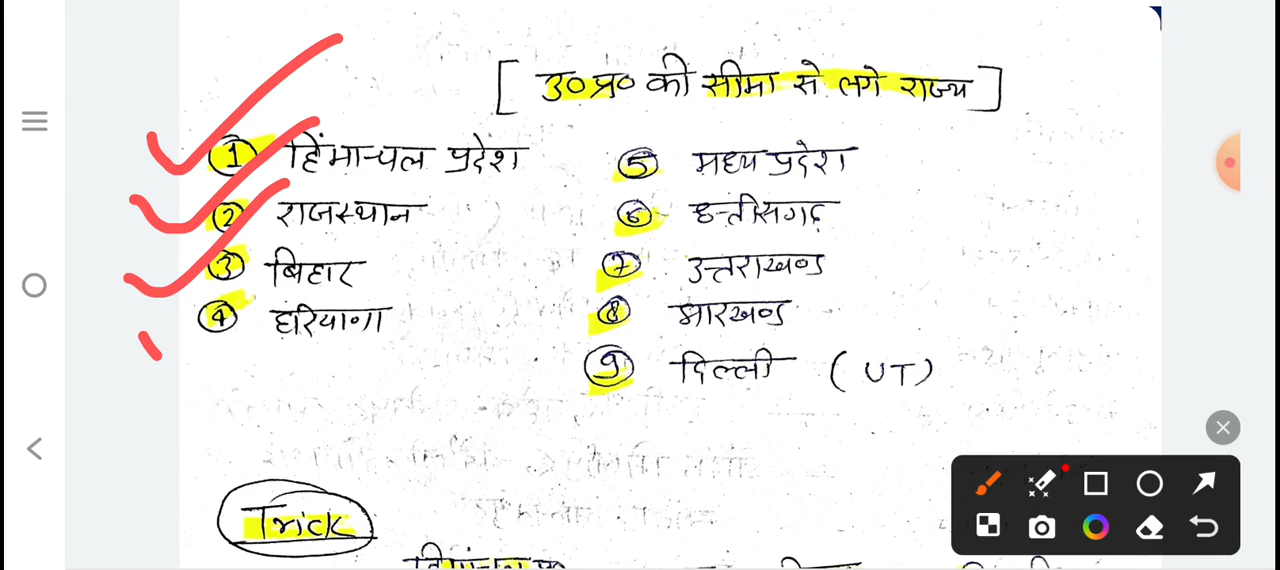 [ उ०प्र० की सीमा से लगे राज्य ]
① हिंमाचल प्रदेश
② राजस्थान
③ बिहार
④ हरियाणा
⑤ मध्य प्रदेश
⑥ छत्तीसगढ़
⑦ उत्तराखण्ड
⑧ झारखण्ड
⑨ दिल्ली (UT)
Trick